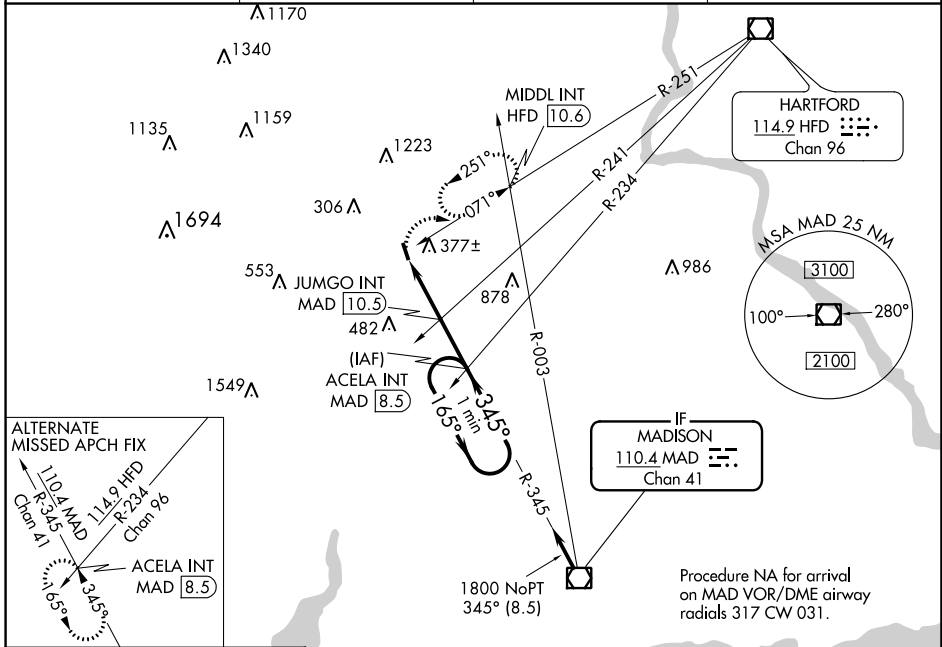 1170
1340
1135
1159
1223
306
1694
377±
553
482
878
986
1549
MIDDL INT
HFD 10.6
251°
071°
R-251
R-241
R-234
HARTFORD
114.9 HFD
Chan 96
MSA MAD 25 NM
3100
100°
280°
2100
JUMGO INT
MAD 10.5
(IAF)
ACELA INT
MAD 8.5
165°
1 min
345°
R-003
R-345
IF
MADISON
110.4 MAD
Chan 41
1800 NoPT
345° (8.5)
Procedure NA for arrival
on MAD VOR/DME airway
radials 317 CW 031.
ALTERNATE
MISSED APCH FIX
110.4 MAD
R-345
Chan 41
114.9 HFD
R-234
Chan 96
ACELA INT
MAD 8.5
165°
345°